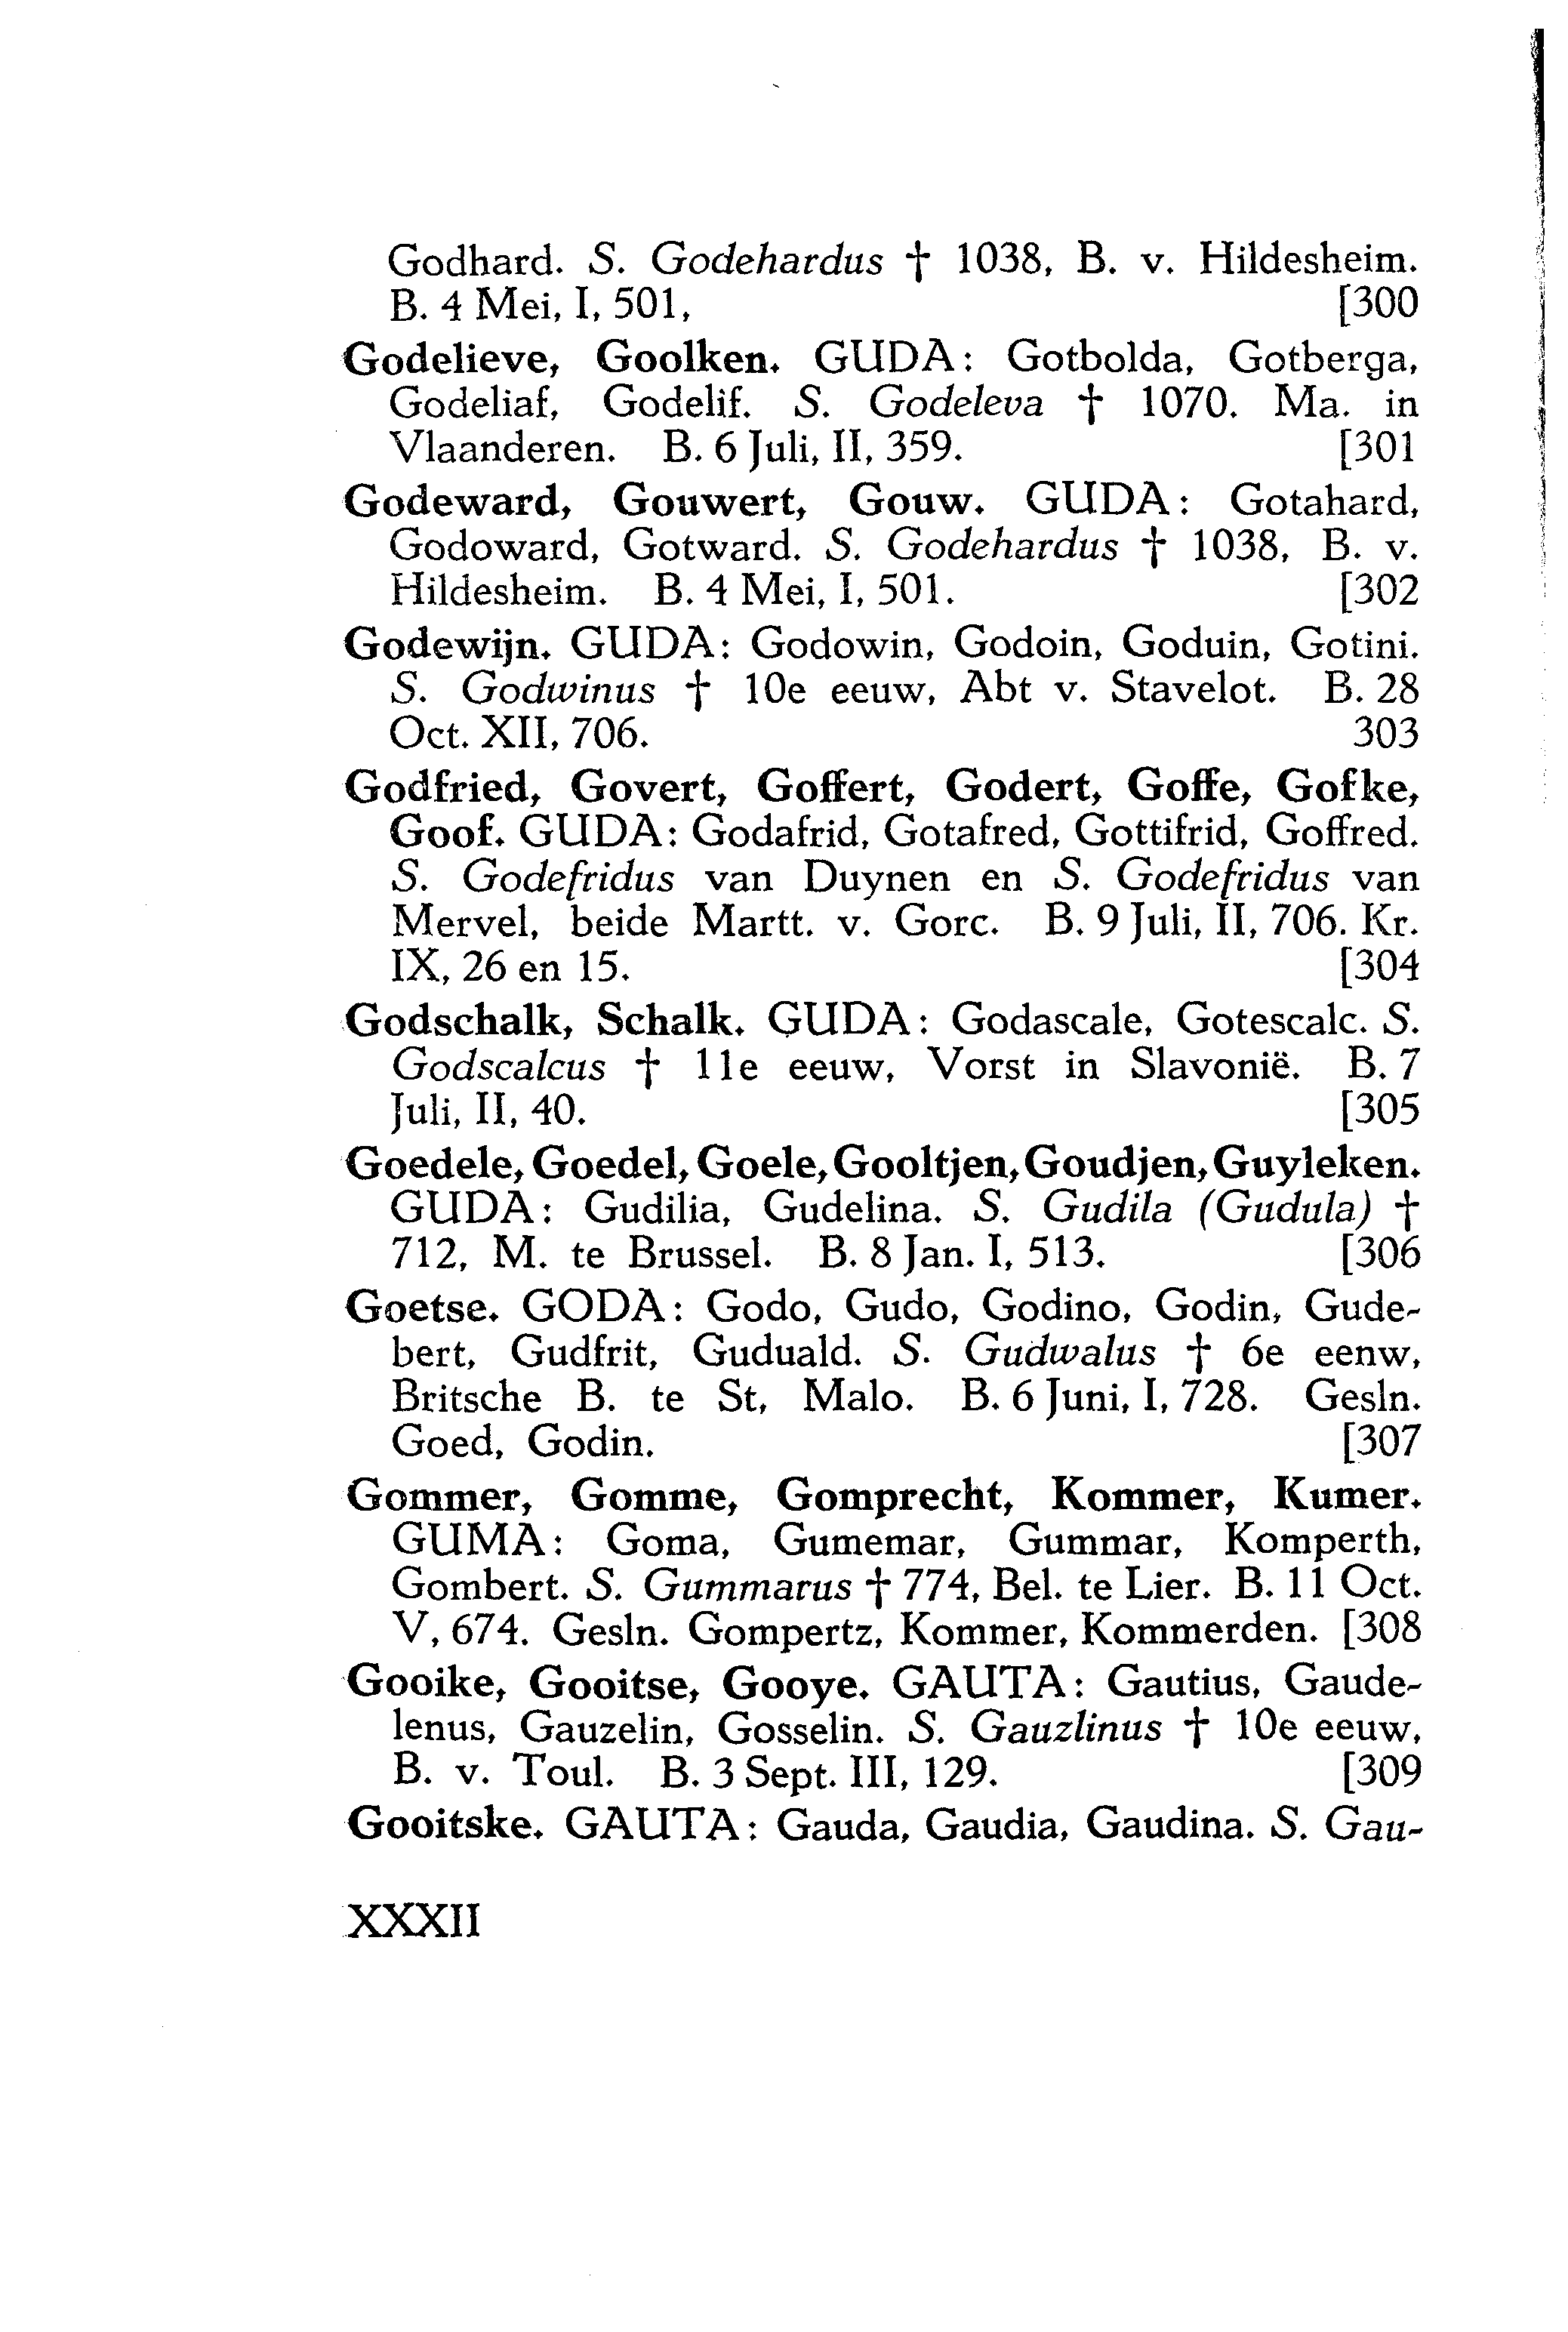 Godhard. S. Godehardus † 1038, B. v. Hildesheim.
B. 4 Mei, I, 501, [300
Godelieve, Goolken. GUDA: Gotbolda, Gotberga,
Godeliaf, Godelif. S. Godeleva † 1070. Ma. in
Vlaanderen. B. 6 Juli, II, 359. [301
Godeward, Gouwert, Gouw. GUDA: Gotahard,
Godoward, Gotward. S. Godehardus † 1038, B. v.
Hildesheim. B. 4 Mei, I, 501. [302
Godewijn. GUDA: Godowin, Godoin, Goduin, Gotini.
S. Godwinus † 10e eeuw, Abt v. Stavelot. B. 28
Oct. XII, 706. 303
Godfried, Govert, Goffert, Godert, Goffe, Gofke,
Goof. GUDA: Godafrid, Gotafred, Gottifrid, Goffred.
S. Godefridus van Duynen en S. Godefridus van
Mervel, beide Martt. v. Gorc. B. 9 Juli, II, 706. Kr.
IX, 26 en 15. [304
Godschalk, Schalk. GUDA: Godascale, Gotescalc. S.
Godscalcus † 11e eeuw, Vorst in Slavonië. B. 7
Juli, II, 40. [305
Goedele, Goedel, Goele, Gooltjen, Goudjen, Guyleken.
GUDA: Gudilia, Gudelina. S. Gudila (Gudula) †
712, M. te Brussel. B. 8 Jan. I, 513. [306
Goetse. GODA: Godo, Gudo, Godino, Godin, Gude-
bert, Gudfrit, Guduald. S. Gudwalus † 6e eenw,
Britsche B. te St, Malo. B. 6 Juni, I, 728. Gesln.
Goed, Godin. [307
Gommer, Gomme, Gomprecht, Kommer, Kumer.
GUMA: Goma, Gumemar, Gummar, Komperth,
Gombert. S. Gummarus † 774, Bel. te Lier. B. 11 Oct.
V, 674. Gesln. Gompertz, Kommer, Kommerden. [308
Gooike, Gooitse, Gooye. GAUTA: Gautius, Gaude-
lenus, Gauzelin, Gosselin. S. Gauzlinus † 10e eeuw,
B. v. Toul. B. 3 Sept. III, 129. [309
Gooitske. GAUTA: Gauda, Gaudia, Gaudina. S. Gau-
XXXII